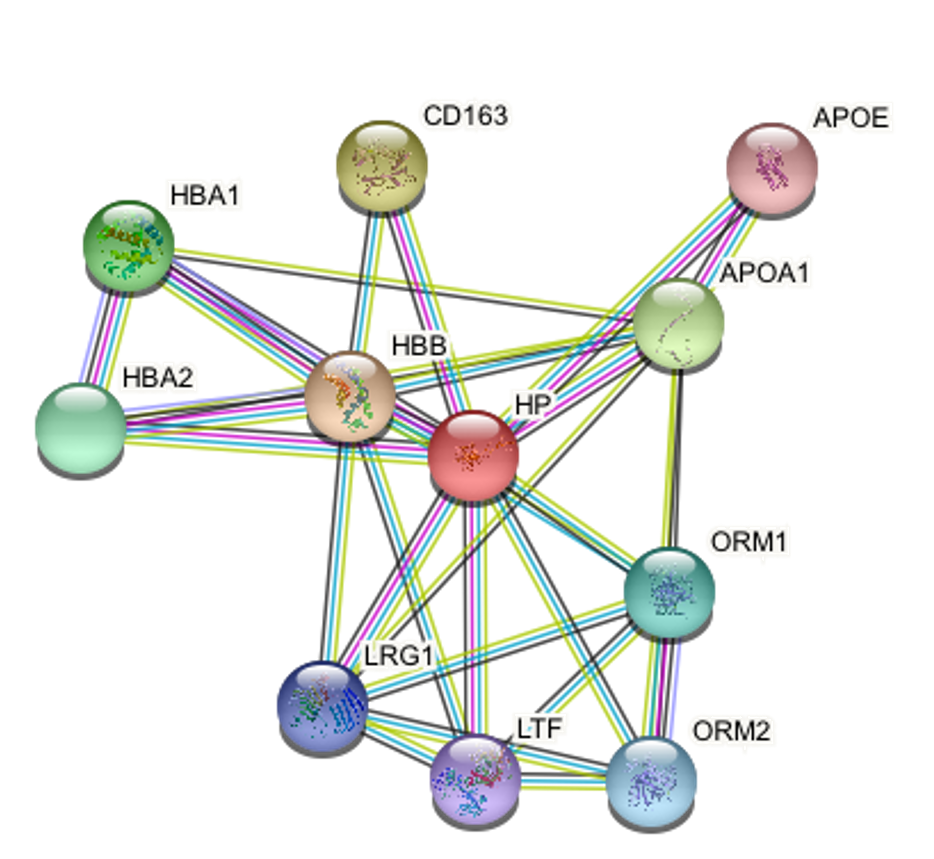 CD163
APOE
HBA1
APOA1
HBB
HBA2
HP
ORM1
LRG1
LTF
ORM2